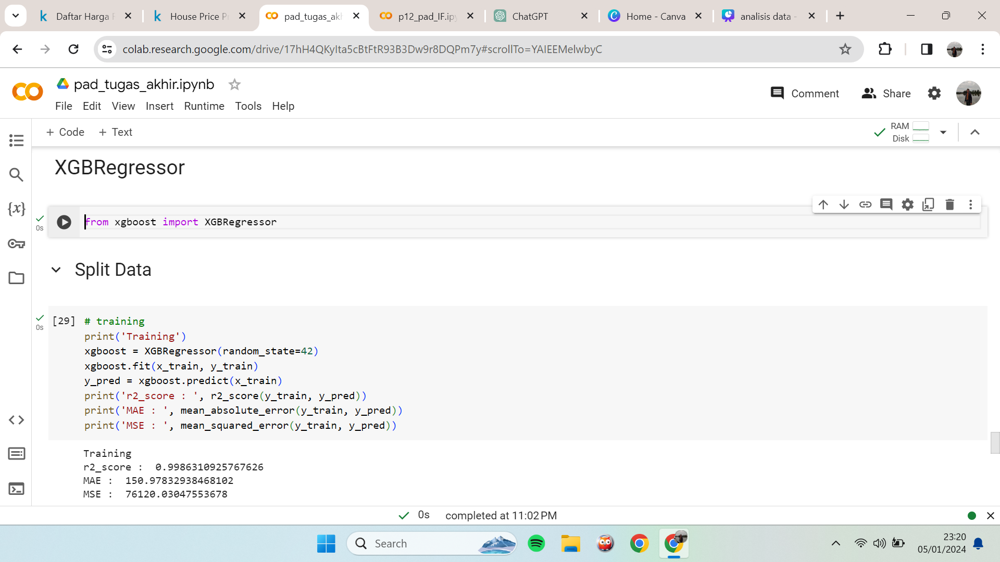 Daftar Harga
House Price P
pad_tugas_akh
p12_pad_IF.ipy
ChatGPT
Home - Canva
analisis data -
colab.research.google.com/drive/17hH4QKyIta5cBtFtR93B3Dw9r8DQPm7y#scrollTo=YAIEEMelwbyC
CO pad_tugas_akhir.ipynb
Comment
Share
File Edit View Insert Runtime Tools Help
+ Code + Text
RAM
Disk
XGBRegressor
0s
from xgboost import XGBRegressor
Split Data
0s
[29] # training
print('Training')
xgboost = XGBRegressor(random_state=42)
xgboost.fit(x_train, y_train)
y_pred = xgboost.predict(x_train)
print('r2_score : ', r2_score(y_train, y_pred))
print('MAE : ', mean_absolute_error(y_train, y_pred))
print('MSE : ', mean_squared_error(y_train, y_pred))
Training
r2_score :  0.9986310925767626
MAE :  150.97832938468102
MSE :  76120.03047553678
0s completed at 11:02 PM
Search
23:20
05/01/2024